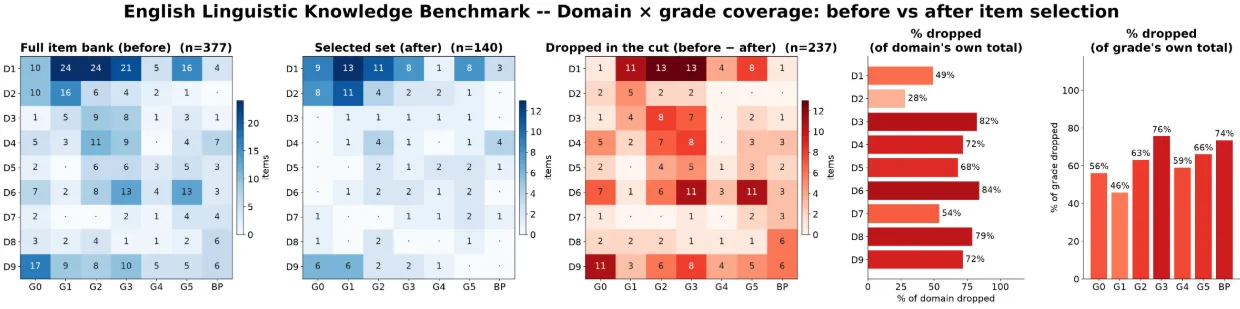 English Linguistic Knowledge Benchmark -- Domain × grade coverage: before vs after item selection
Full item bank (before) (n=377)
D1 10 24 24 21 5 16 4
D2 10 16 6 4 2 1 ·
D3 1 5 9 8 1 3 1
D4 5 3 11 9 · 4 7
D5 2 · 6 6 3 5 3
D6 7 2 8 13 4 13 3
D7 2 · · 2 1 4 4
D8 3 2 4 1 1 2 6
D9 17 9 8 10 5 5 6
G0 G1 G2 G3 G4 G5 BP
20
15
10
5
0
items
Selected set (after) (n=140)
D1 9 13 11 8 1 8 3
D2 8 11 4 2 2 1 ·
D3 · 1 1 1 1 1 ·
D4 · 1 4 1 · 1 4
D5 · · 2 1 2 2 1
D6 · 1 2 2 1 2 ·
D7 1 · · 1 1 2 1
D8 1 · 2 · · 1 ·
D9 6 6 2 2 1 · ·
G0 G1 G2 G3 G4 G5 BP
12
10
8
6
4
2
0
items
Dropped in the cut (before − after) (n=237)
D1 1 11 13 13 4 8 1
D2 2 5 2 2 · · ·
D3 1 4 8 7 · 2 1
D4 5 2 7 8 · 3 3
D5 2 · 4 5 1 3 2
D6 7 1 6 11 3 11 3
D7 1 · · 1 · 2 3
D8 2 2 2 1 1 1 6
D9 11 3 6 8 4 5 6
G0 G1 G2 G3 G4 G5 BP
12
10
8
6
4
2
0
items
% dropped
(of domain's own total)
D1 49%
D2 28%
D3 82%
D4 72%
D5 68%
D6 84%
D7 54%
D8 79%
D9 72%
0 25 50 75 100
% of domain dropped
% dropped
(of grade's own total)
% of grade dropped
100
80
60
40
20
0
56% 46% 63% 76% 59% 66% 74%
G0 G1 G2 G3 G4 G5 BP